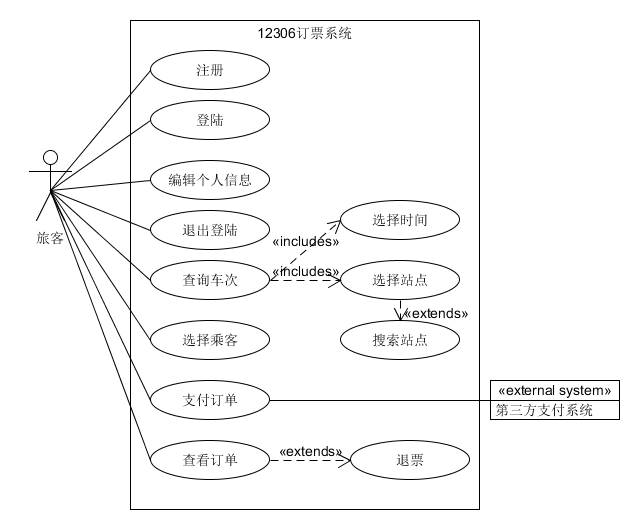 12306订票系统
注册
登陆
编辑个人信息
选择时间
退出登陆
旅客
«includes»
«includes»
查询车次
选择站点
«extends»
选择乘客
搜索站点
«external system»
支付订单
第三方支付系统
«extends»
查看订单
退票